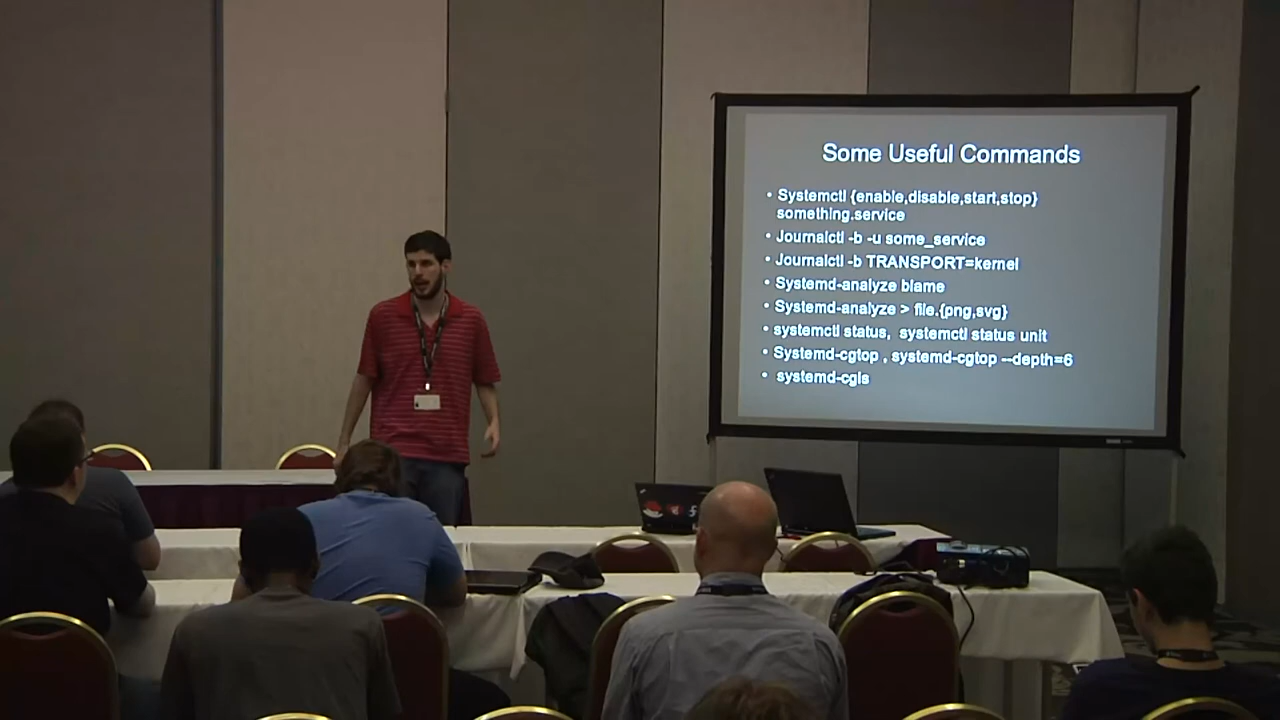 Some Useful Commands
• Systemctl {enable,disable,start,stop}
something.service
• Journalctl -b -u some_service
• Journalctl -b TRANSPORT=kernel
• Systemd-analyze blame
• Systemd-analyze > file.{png,svg}
• systemctl status, systemctl status unit
• Systemd-cgtop , systemd-cgtop --depth=6
• systemd-cgls